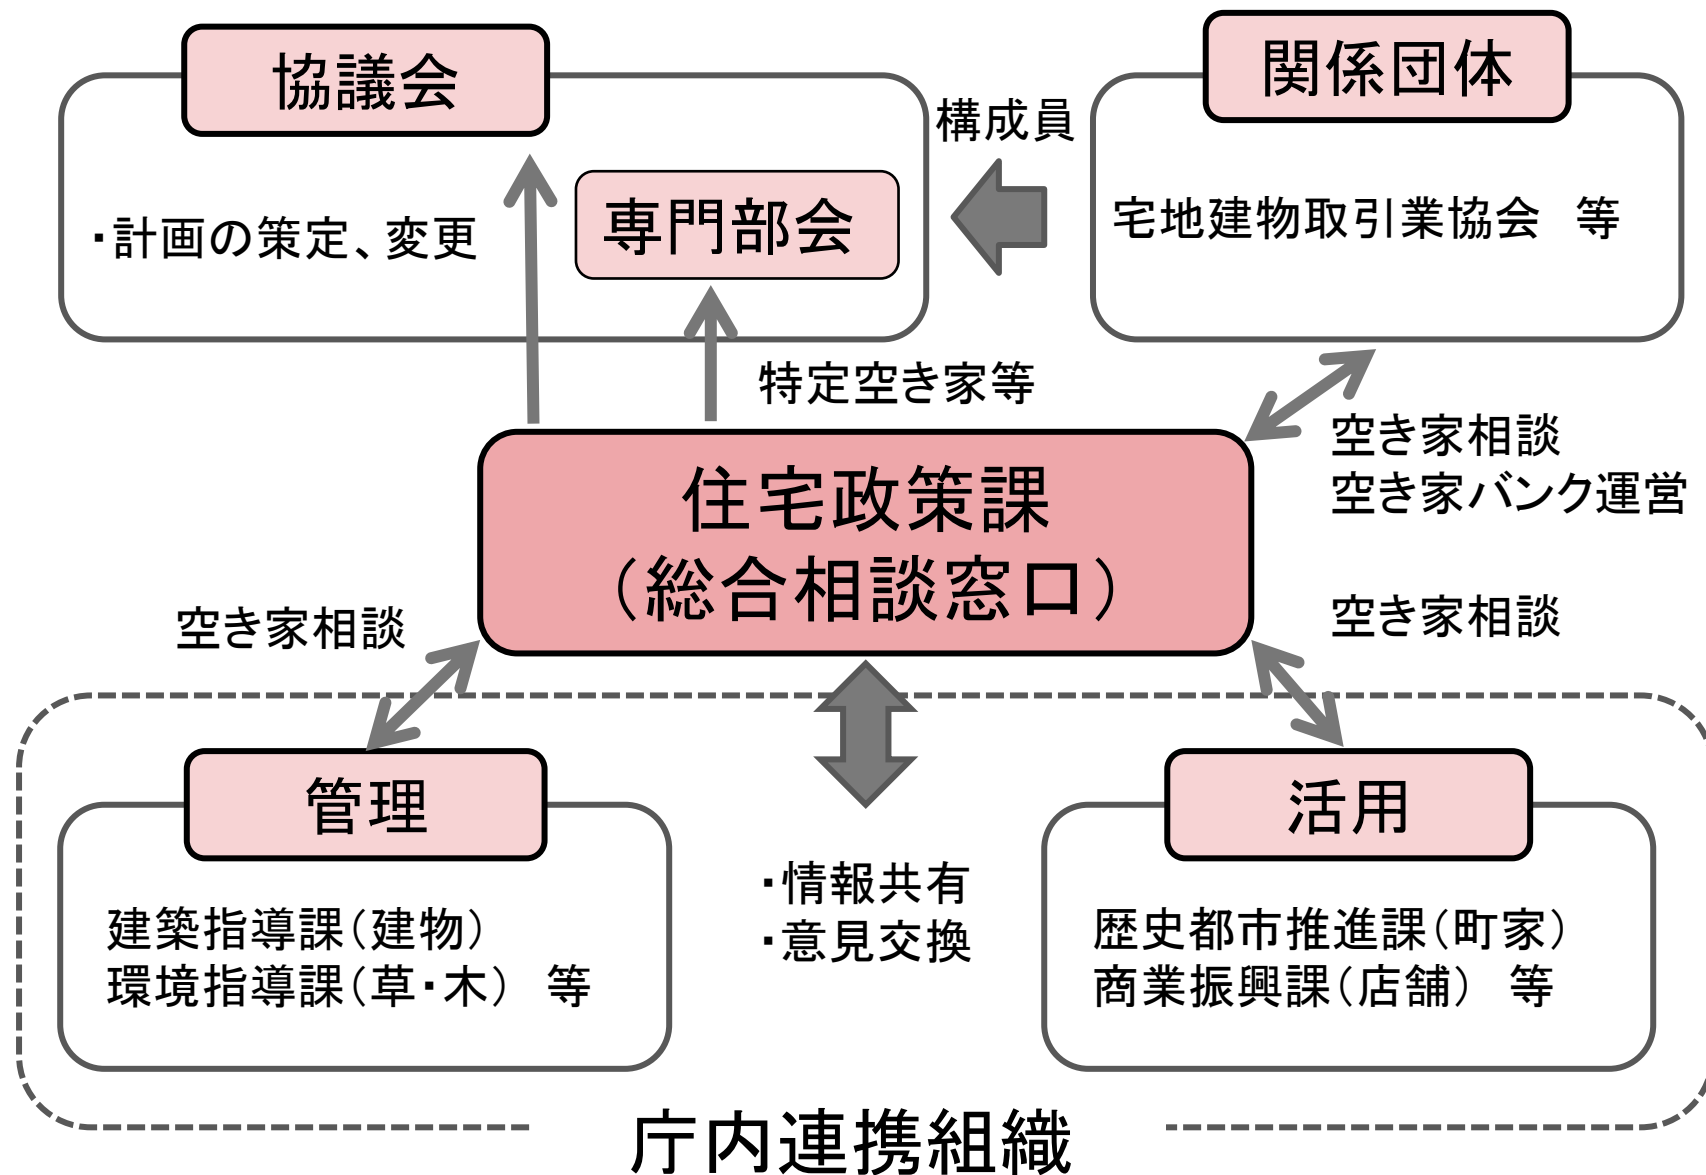 協議会
関係団体
構成員
・計画の策定、変更
専門部会
宅地建物取引業協会　等
特定空き家等
空き家相談
空き家バンク運営
住宅政策課
（総合相談窓口）
空き家相談
空き家相談
管理
活用
・情報共有
・意見交換
建築指導課（建物）
環境指導課（草・木）　等
歴史都市推進課（町家）
商業振興課（店舗）　等
庁内連携組織